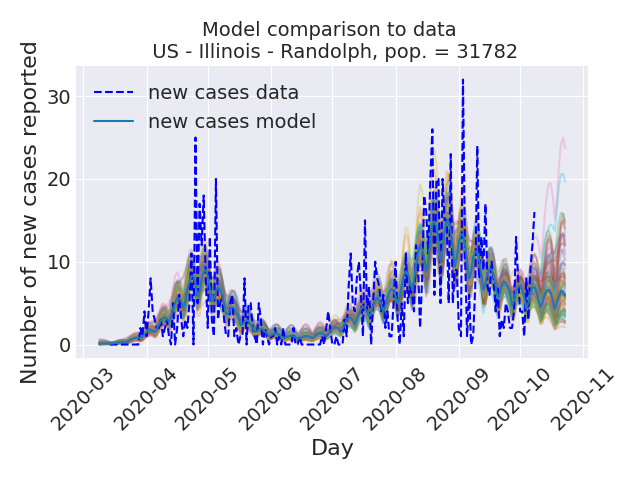 Model comparison to data
US - Illinois - Randolph, pop. = 31782
Number of new cases reported
30
20
10
0
new cases data
new cases model
2020-03
2020-04
2020-05
2020-06
2020-07
2020-08
2020-09
2020-10
2020-11
Day